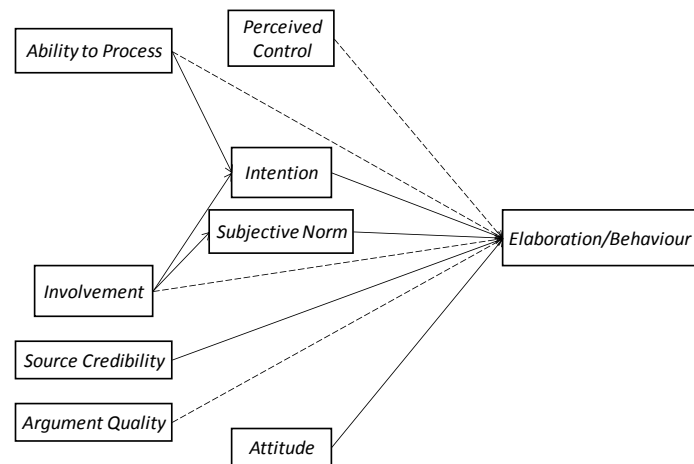 Perceived
Control
Ability to Process
Intention
Subjective Norm
Elaboration/Behaviour
Involvement
Source Credibility
Argument Quality
Attitude